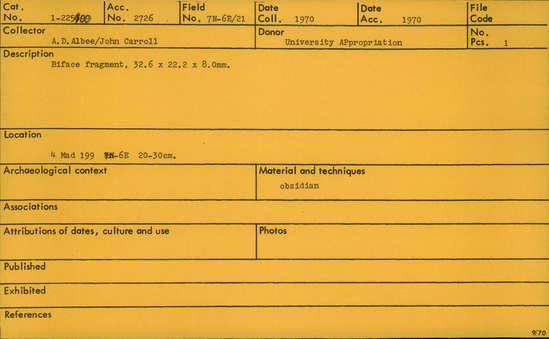 Cat. No. 1-225 Acc. No. 2726 Field No. 7N-6E/21 Date Coll. 1970 Date Acc. 1970 File Code
Collector A.D.Albee/John Carroll Donor University APpropriation No. Pcs. 1
Description
Biface fragment, 32.6 x 22.2 x 8.0mm.
Location
4 Mad 199 -6E 20-30cm.
Archaeological context Material and techniques
obsidian
Associations
Attributions of dates, culture and use Photos
Published
Exhibited
References
9/70